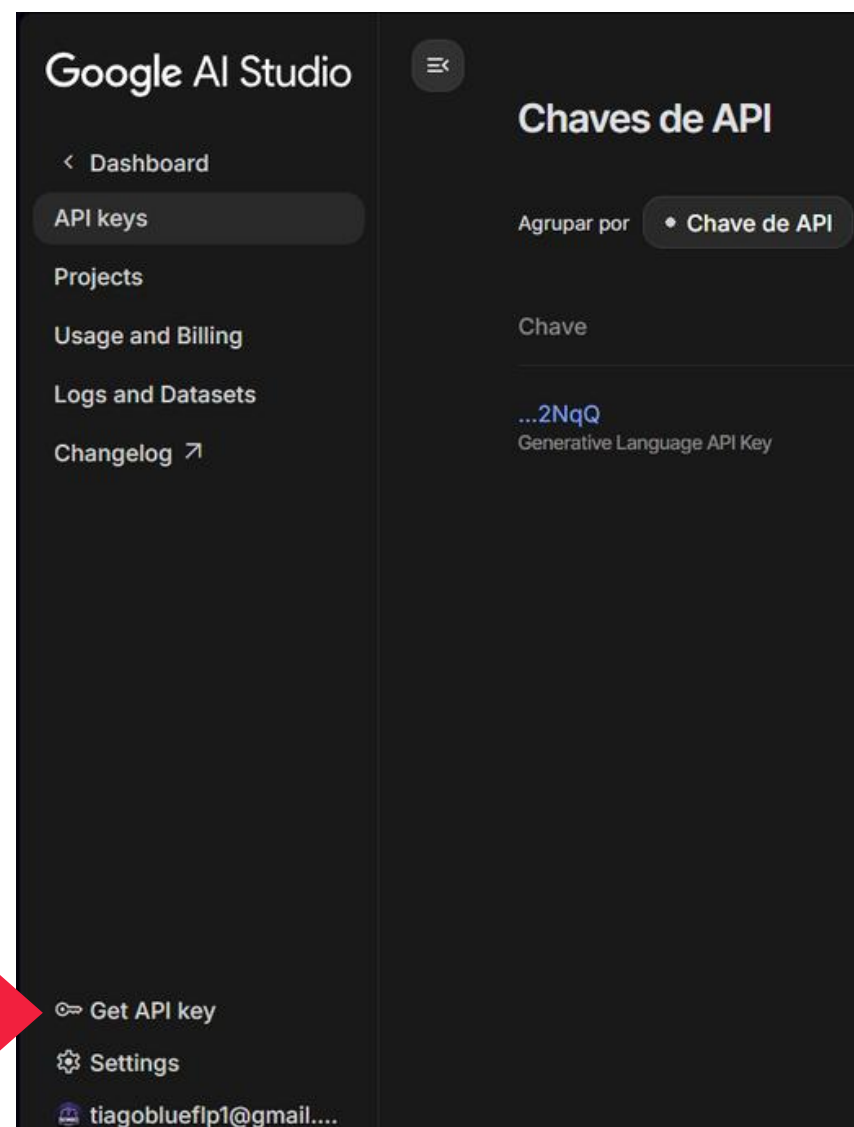 Google AI Studio
Dashboard
API keys
Projects
Usage and Billing
Logs and Datasets
Changelog
Get API key
Settings
tiagoblueflp1@gmail....
Chaves de API
Agrupar por Chave de API
Chave
...2NqQ
Generative Language API Key